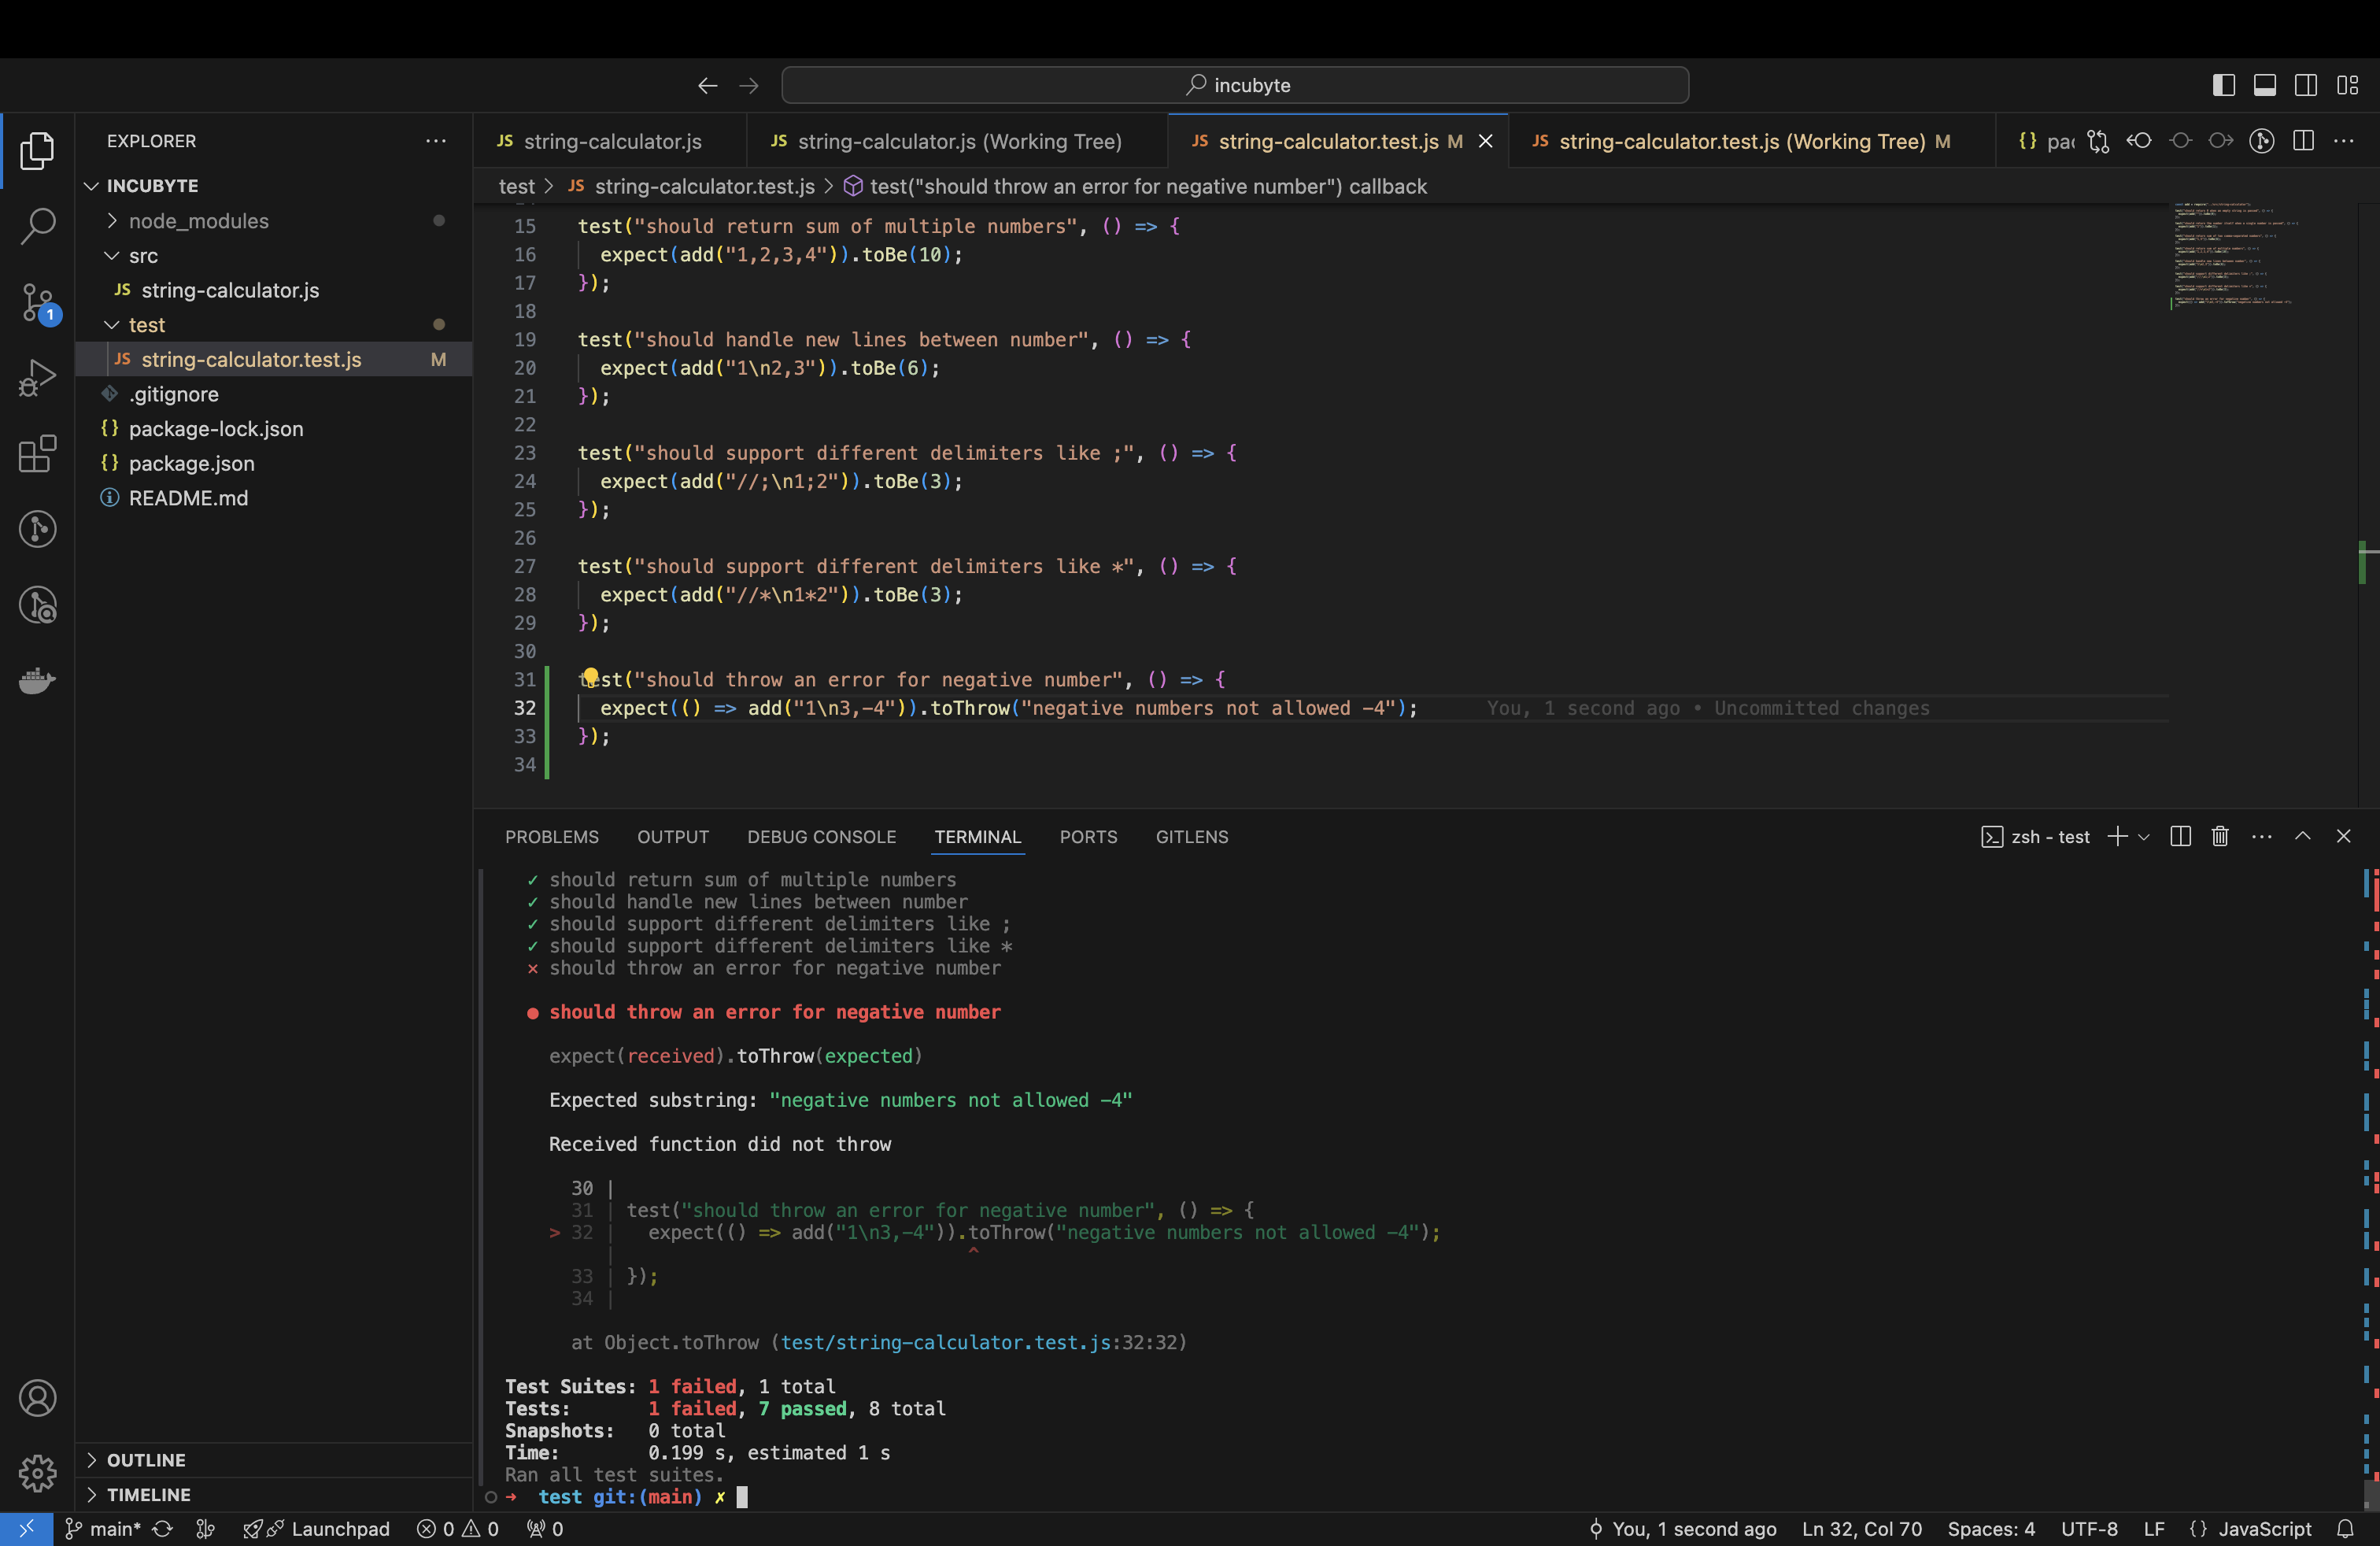 incubyte
EXPLORER
INCUBYTE
node_modules
src
JS string-calculator.js
test
JS string-calculator.test.js M
.gitignore
{} package-lock.json
{} package.json
README.md
OUTLINE
TIMELINE
JS string-calculator.js
JS string-calculator.js (Working Tree)
JS string-calculator.test.js M
JS string-calculator.test.js (Working Tree) M
{} pac
test > JS string-calculator.test.js > test("should throw an error for negative number") callback
15 test("should return sum of multiple numbers", () => {
16 expect(add("1,2,3,4")).toBe(10);
17 });
18
19 test("should handle new lines between number", () => {
20 expect(add("1\n2,3")).toBe(6);
21 });
22
23 test("should support different delimiters like ;", () => {
24 expect(add("//;\n1;2")).toBe(3);
25 });
26
27 test("should support different delimiters like *", () => {
28 expect(add("//*\n1*2")).toBe(3);
29 });
30
31 test("should throw an error for negative number", () => {
32 expect(() => add("1\n3,-4")).toThrow("negative numbers not allowed -4"); You, 1 second ago • Uncommitted changes
33 });
34
PROBLEMS OUTPUT DEBUG CONSOLE TERMINAL PORTS GITLENS
zsh - test
✓ should return sum of multiple numbers
✓ should handle new lines between number
✓ should support different delimiters like ;
✓ should support different delimiters like *
✕ should throw an error for negative number
● should throw an error for negative number
expect(received).toThrow(expected)
Expected substring: "negative numbers not allowed -4"
Received function did not throw
30 |
31 | test("should throw an error for negative number", () => {
> 32 | expect(() => add("1\n3,-4")).toThrow("negative numbers not allowed -4");
| ^
33 | });
34 |
at Object.toThrow (test/string-calculator.test.js:32:32)
Test Suites: 1 failed, 1 total
Tests: 1 failed, 7 passed, 8 total
Snapshots: 0 total
Time: 0.199 s, estimated 1 s
Ran all test suites.
➜ test git:(main) ✗
1
main* Launchpad 0 0 0
You, 1 second ago Ln 32, Col 70 Spaces: 4 UTF-8 LF {} JavaScript